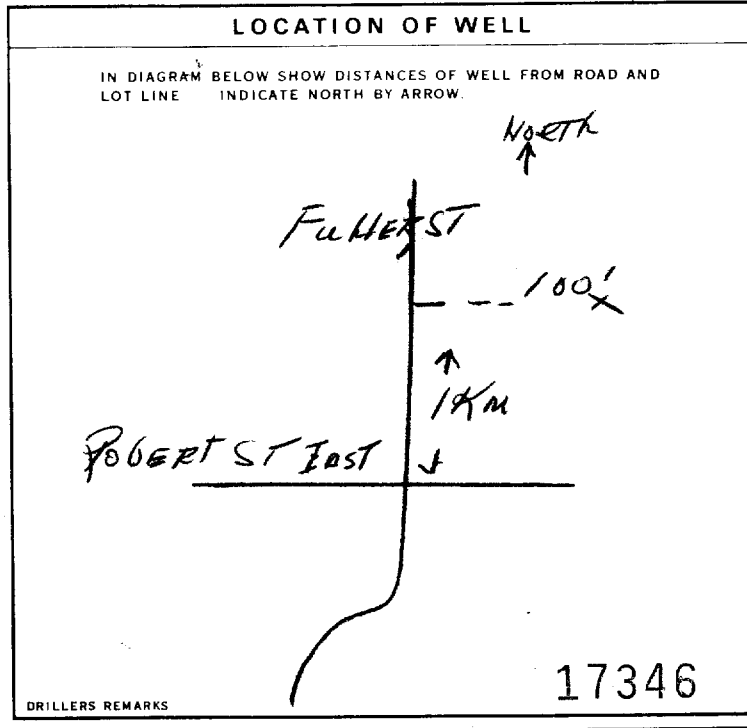 LOCATION OF WELL
IN DIAGRAM BELOW SHOW DISTANCES OF WELL FROM ROAD AND
LOT LINE INDICATE NORTH BY ARROW.
NORTH
FULLER ST
100'
X
1KM
ROBERT ST EAST
17346
DRILLERS REMARKS